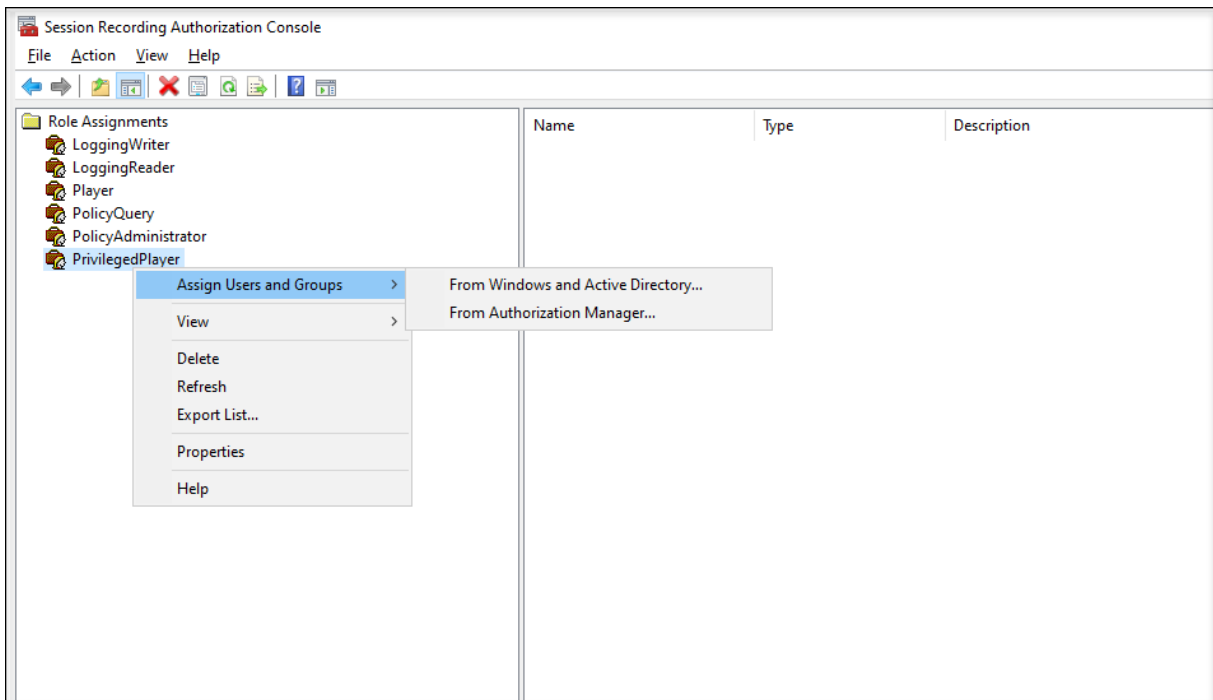 Session Recording Authorization Console
File Action View Help
Role Assignments
LoggingWriter
LoggingReader
Player
PolicyQuery
PolicyAdministrator
PrivilegedPlayer
Assign Users and Groups
View
Delete
Refresh
Export List...
Properties
Help
From Windows and Active Directory...
From Authorization Manager...
Name Type Description